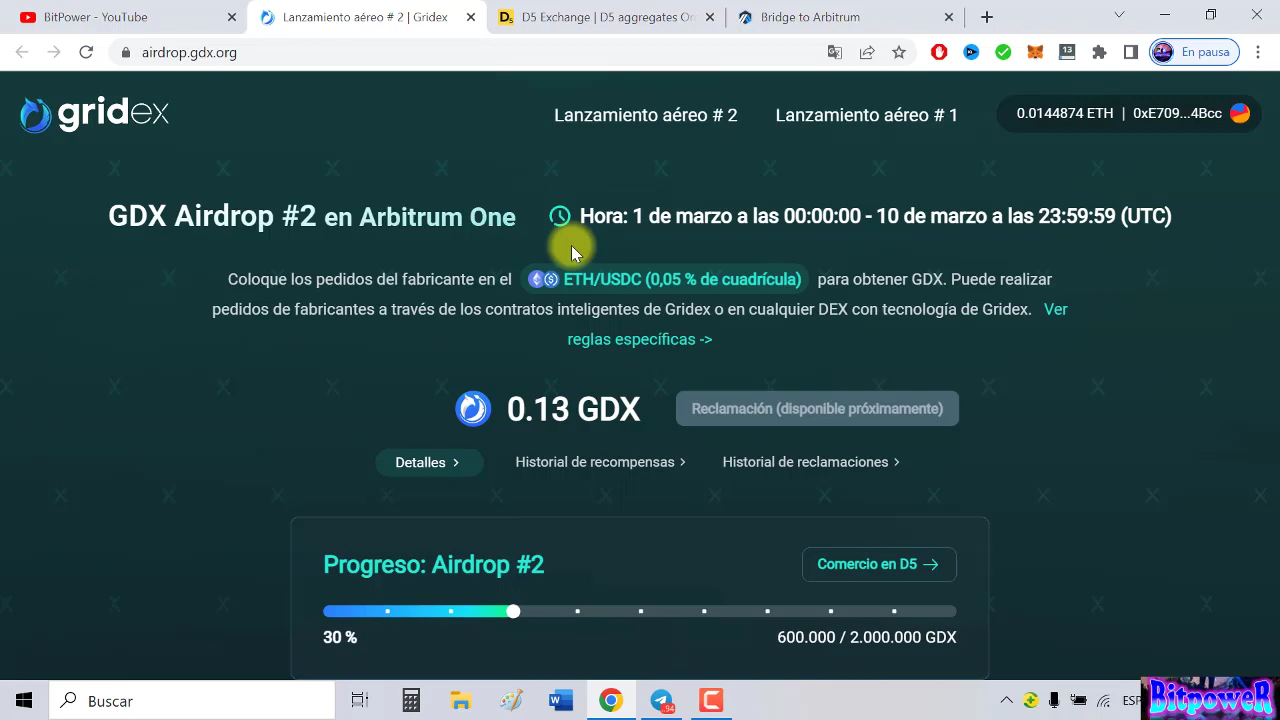 BitPower - YouTube
Lanzamiento aéreo # 2 | Gridex
D5 Exchange | D5 aggregates On
Bridge to Arbitrum
airdrop.gdx.org
13
En pausa
gridex
Lanzamiento aéreo # 2
Lanzamiento aéreo # 1
0.0144874 ETH | 0xE709...4Bcc
GDX Airdrop #2 en Arbitrum One
Hora: 1 de marzo a las 00:00:00 - 10 de marzo a las 23:59:59 (UTC)
Coloque los pedidos del fabricante en el ETH/USDC (0,05 % de cuadrícula) para obtener GDX. Puede realizar
pedidos de fabricantes a través de los contratos inteligentes de Gridex o en cualquier DEX con tecnología de Gridex. Ver
reglas específicas ->
0.13 GDX
Reclamación (disponible próximamente)
Detalles >
Historial de recompensas >
Historial de reclamaciones >
Progreso: Airdrop #2
Comercio en D5 →
30 %
600.000 / 2.000.000 GDX
Buscar
94
ESP
BitpoweR